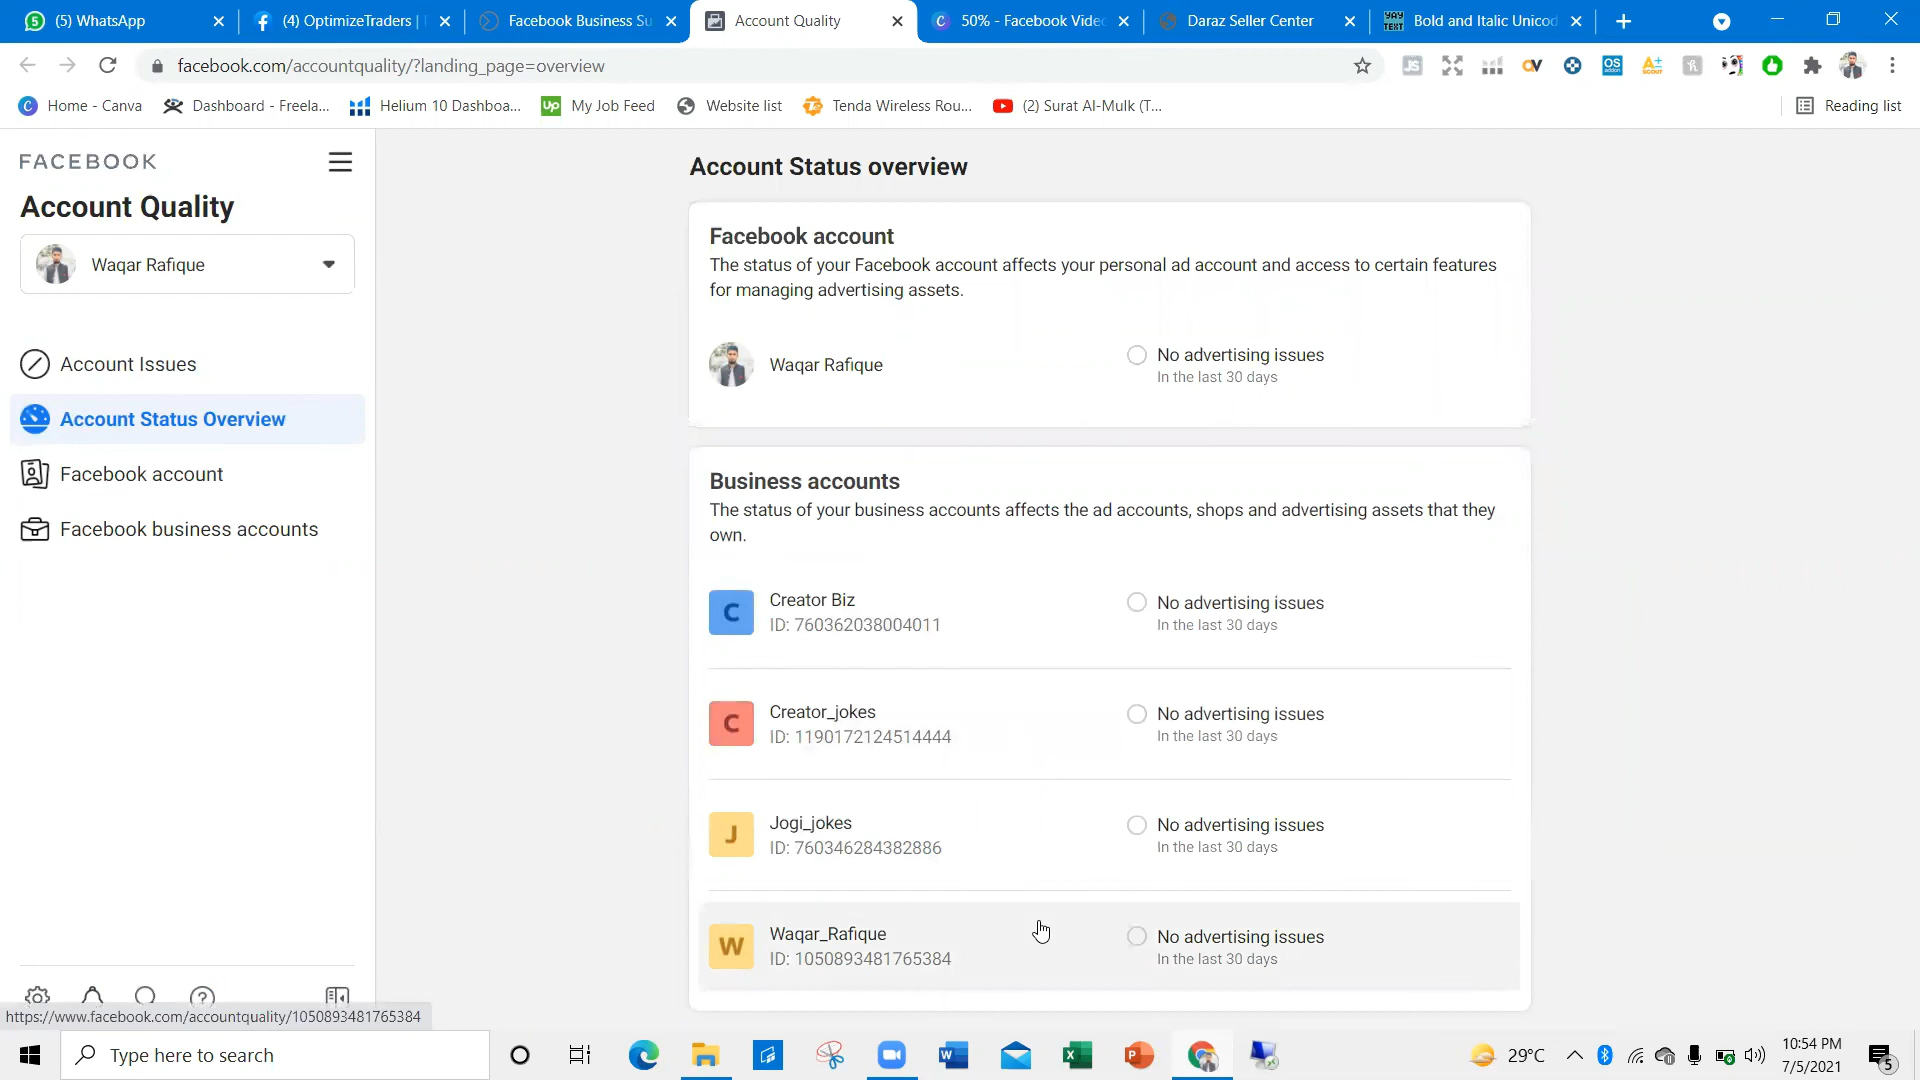 (5) WhatsApp
(4) OptimizeTraders |
Facebook Business Su
Account Quality
50% - Facebook Vide
Daraz Seller Center
YAY TEXT
Bold and Italic Unicod
facebook.com/accountquality/?landing_page=overview
Home - Canva
Dashboard - Freela...
Helium 10 Dashboa...
My Job Feed
Website list
Tenda Wireless Rou...
(2) Surat Al-Mulk (T...
Reading list
FACEBOOK
Account Quality
Waqar Rafique
Account Issues
Account Status Overview
Facebook account
Facebook business accounts
Account Status overview
Facebook account
The status of your Facebook account affects your personal ad account and access to certain features
for managing advertising assets.
Waqar Rafique
No advertising issues
In the last 30 days
Business accounts
The status of your business accounts affects the ad accounts, shops and advertising assets that they
own.
C
Creator Biz
ID: 760362038004011
No advertising issues
In the last 30 days
C
Creator_jokes
ID: 1190172124514444
No advertising issues
In the last 30 days
J
Jogi_jokes
ID: 760346284382886
No advertising issues
In the last 30 days
W
Waqar_Rafique
ID: 1050893481765384
No advertising issues
In the last 30 days
https://www.facebook.com/accountquality/1050893481765384
Type here to search
29°C
10:54 PM
7/5/2021
5